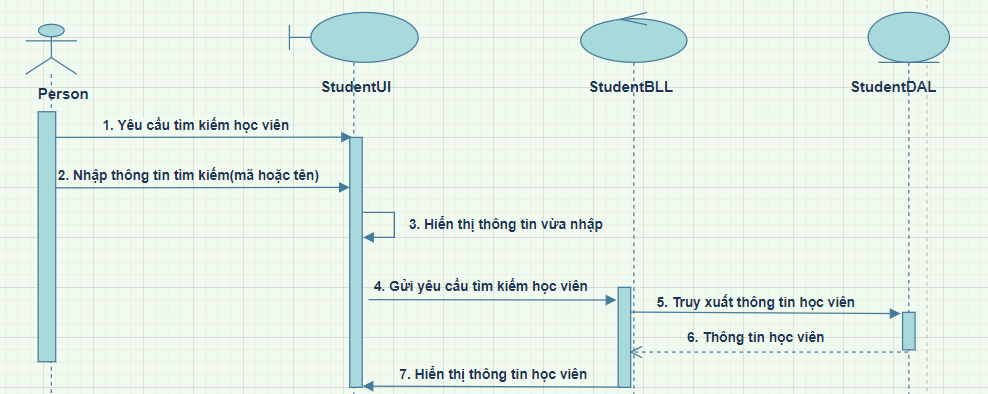 Person
StudentUI
StudentBLL
StudentDAL
1. Yêu cầu tìm kiếm học viên
2. Nhập thông tin tìm kiếm(mã hoặc tên)
3. Hiển thị thông tin vừa nhập
4. Gửi yêu cầu tìm kiếm học viên
5. Truy xuất thông tin học viên
6. Thông tin học viên
7. Hiển thị thông tin học viên